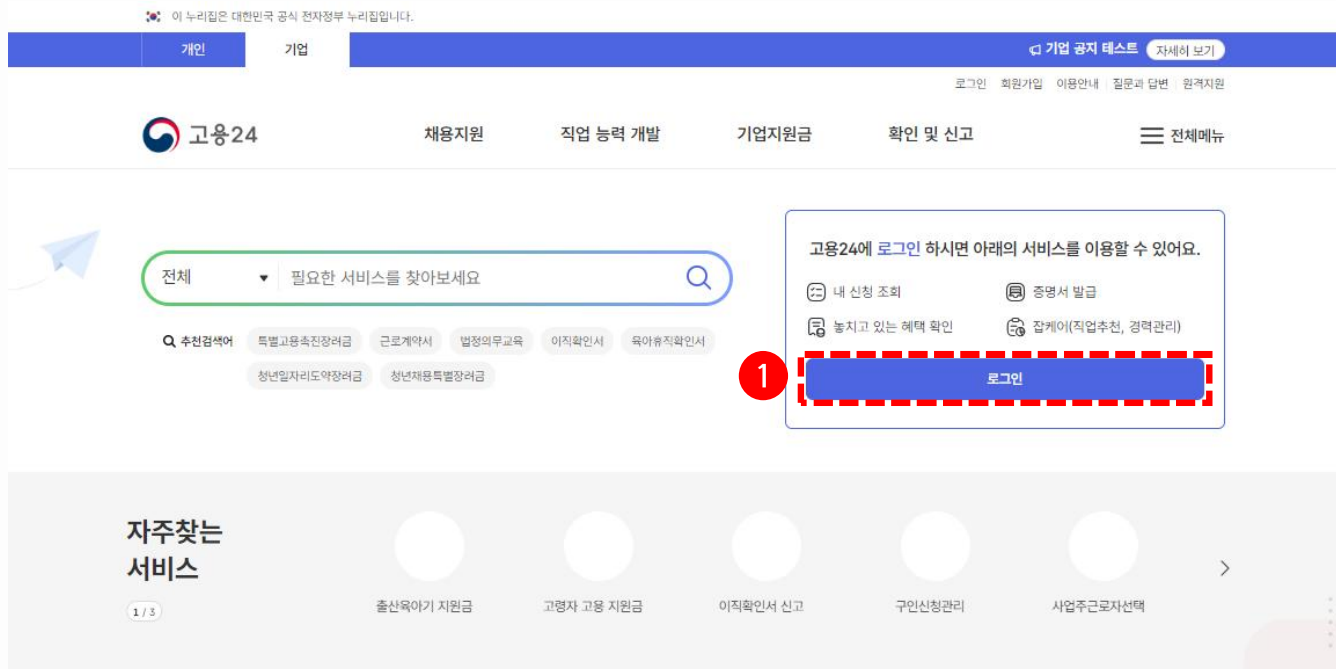 이 누리집은 대한민국 공식 전자정부 누리집입니다.
개인 기업 기업 공지 테스트 자세히 보기
로그인 회원가입 이용안내 질문과 답변 원격지원
고용24 채용지원 직업 능력 개발 기업지원금 확인 및 신고 전체메뉴
고용24에 로그인 하시면 아래의 서비스를 이용할 수 있어요.
전체 필요한 서비스를 찾아보세요
내 신청 조회 증명서 발급
놓치고 있는 혜택 확인 잡케어(직업추천, 경력관리)
추천검색어 특별고용촉진장려금 근로계약서 법정의무교육 이직확인서 육아휴직확인서
청년일자리도약장려금 청년채용특별장려금
1 로그인
자주찾는
서비스
1 / 3
출산육아기 지원금 고령자 고용 지원금 이직확인서 신고 구인신청관리 사업주근로자선택